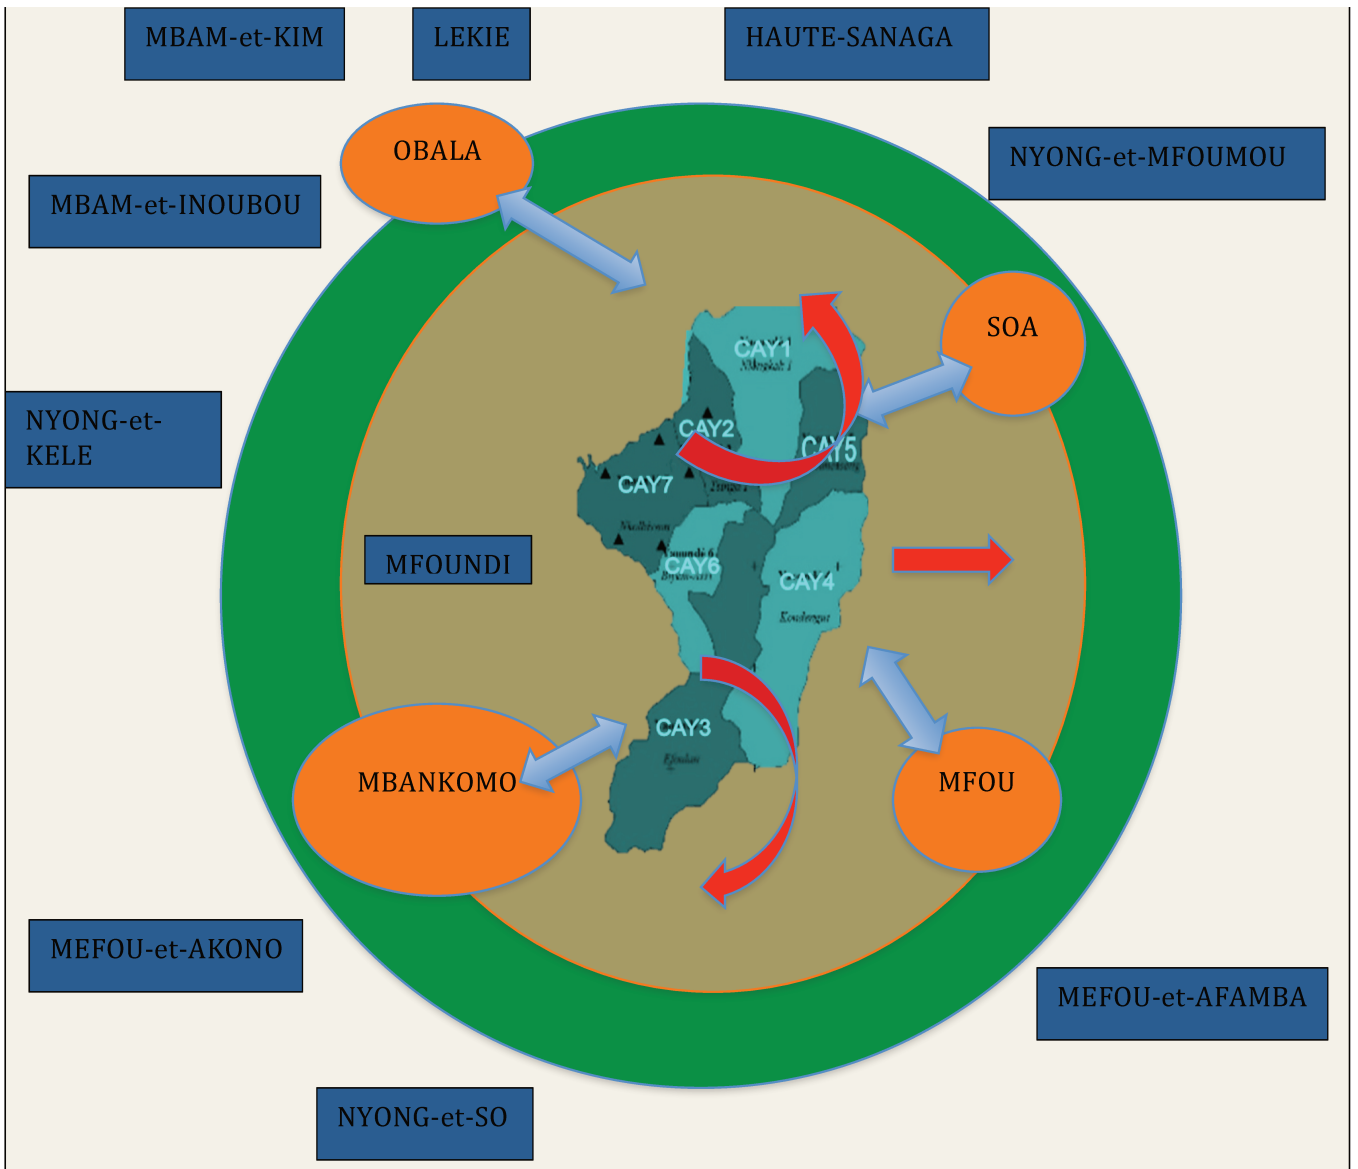 MBAM-et-KIM
LEKIE
HAUTE-SANAGA
OBALA
NYONG-et-MFOUMOU
MBAM-et-INOUBOU
SOA
CAY1
NYONG-et-
KELE
CAY2
CAY5
CAY7
MFOUNDI
CAY6
CAY4
CAY3
Efoulan
MBANKOMO
MFOU
MEFOU-et-AKONO
MEFOU-et-AFAMBA
NYONG-et-SO